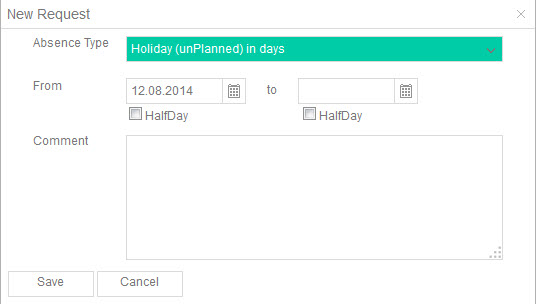 New Request
Absence Type Holiday (unPlanned) in days
From 12.08.2014 to
HalfDay HalfDay
Comment
Save Cancel